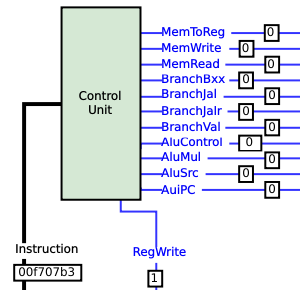 MemToReg 0
MemWrite 0
MemRead 0
BranchBxx 0
BranchJal 0
BranchJalr 0
BranchVal 0
AluControl 0
AluMul 0
AluSrc 0
AuiPC 0
Control
Unit
Instruction
00f707b3
RegWrite
1